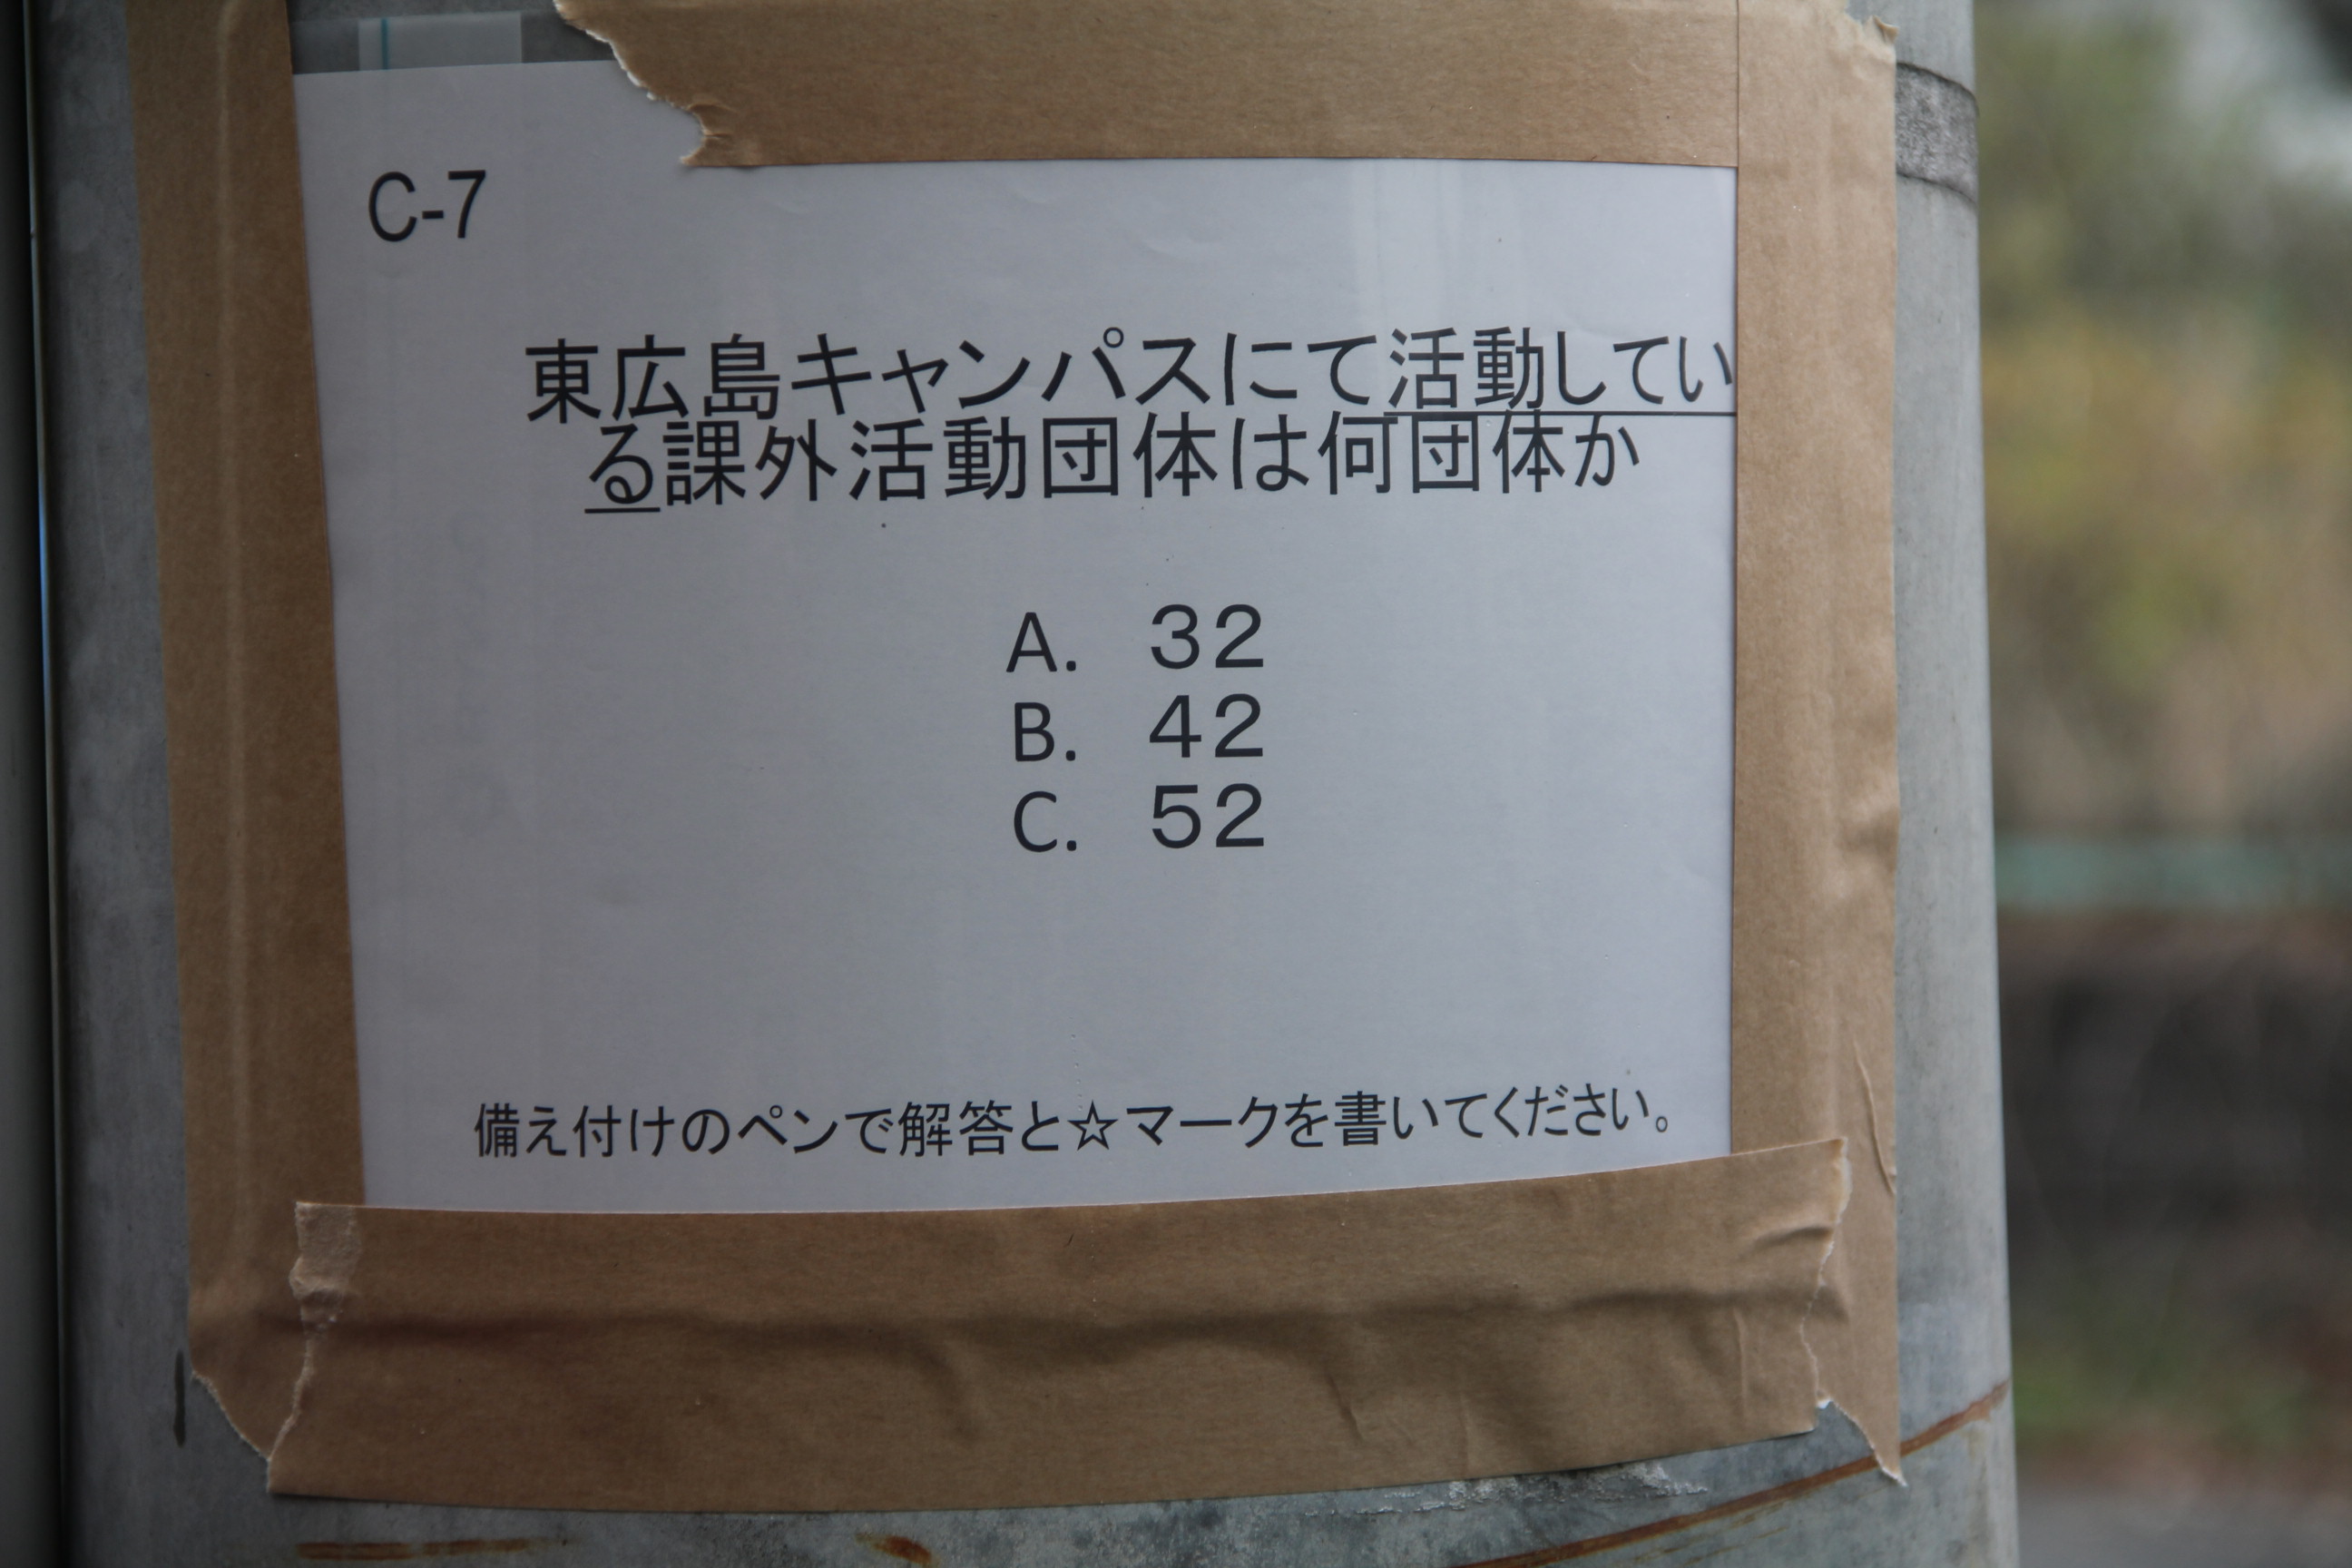 C-7
東広島キャンパスにて活動してい
る課外活動団体は何団体か
A. 32
B. 42
C. 52
備え付けのペンで解答と☆マークを書いてください。